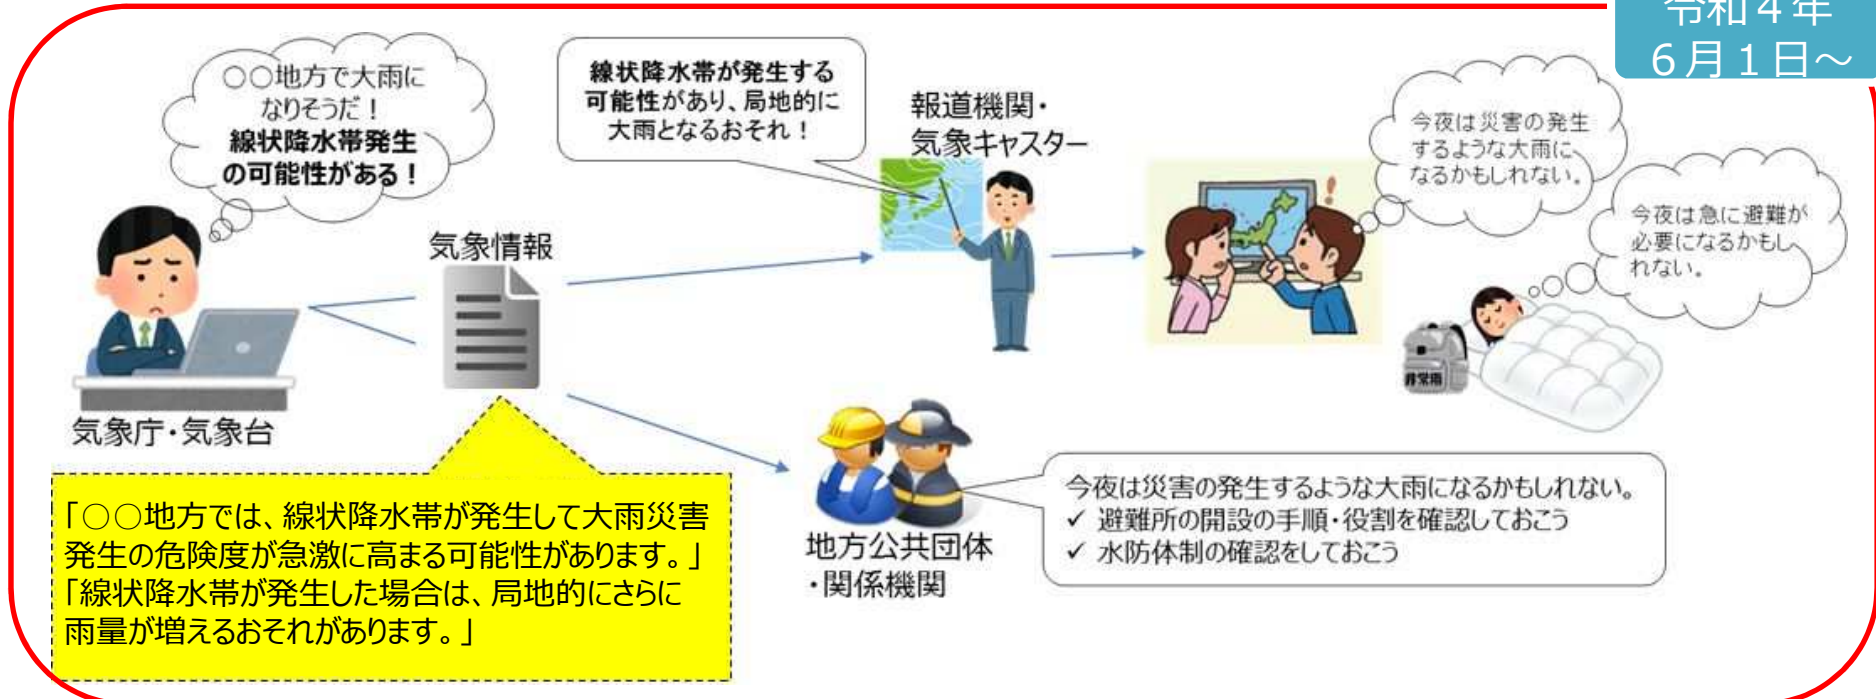 令和４年
６月１日～
○○地方で大雨に
なりそうだ！
線状降水帯発生
の可能性がある！
線状降水帯が発生する
可能性があり、局地的に
大雨となるおそれ！
報道機関・
気象キャスター
今夜は災害の発生
するような大雨に
なるかもしれない。
今夜は急に避難が
必要になるかもし
れない。
気象情報
非常用
気象庁・気象台
「○○地方では、線状降水帯が発生して大雨災害
発生の危険度が急激に高まる可能性があります。」
「線状降水帯が発生した場合は、局地的にさらに
雨量が増えるおそれがあります。」
地方公共団体
・関係機関
今夜は災害の発生するような大雨になるかもしれない。
✓ 避難所の開設の手順・役割を確認しておこう
✓ 水防体制の確認をしておこう